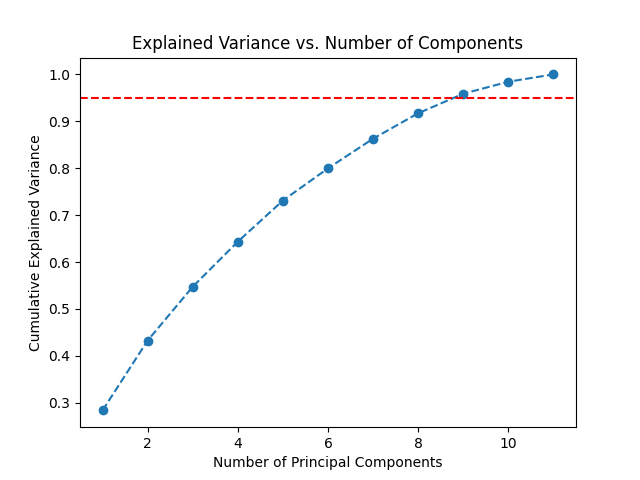 Explained Variance vs. Number of Components
Cumulative Explained Variance
1.0
0.9
0.8
0.7
0.6
0.5
0.4
0.3
2 4 6 8 10
Number of Principal Components